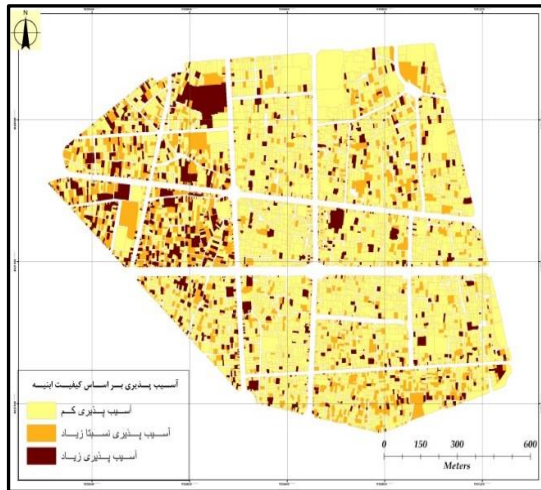 N
آسیب پذیری بر اساس کیفیت ابنیه
آسیب پذیری کم
آسیب پذیری نسبتا زیاد
آسیب پذیری زیاد
0 150 300 600
Meters